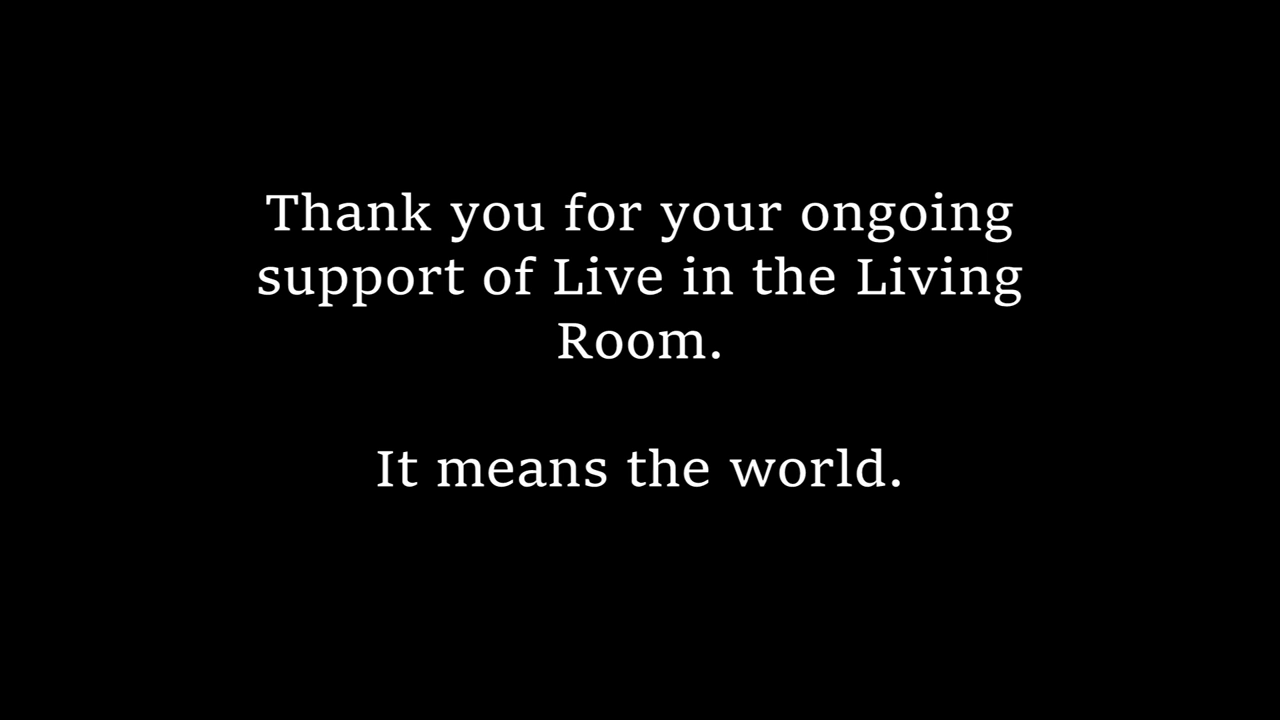 Thank you for your ongoing
support of Live in the Living
Room.
It means the world.